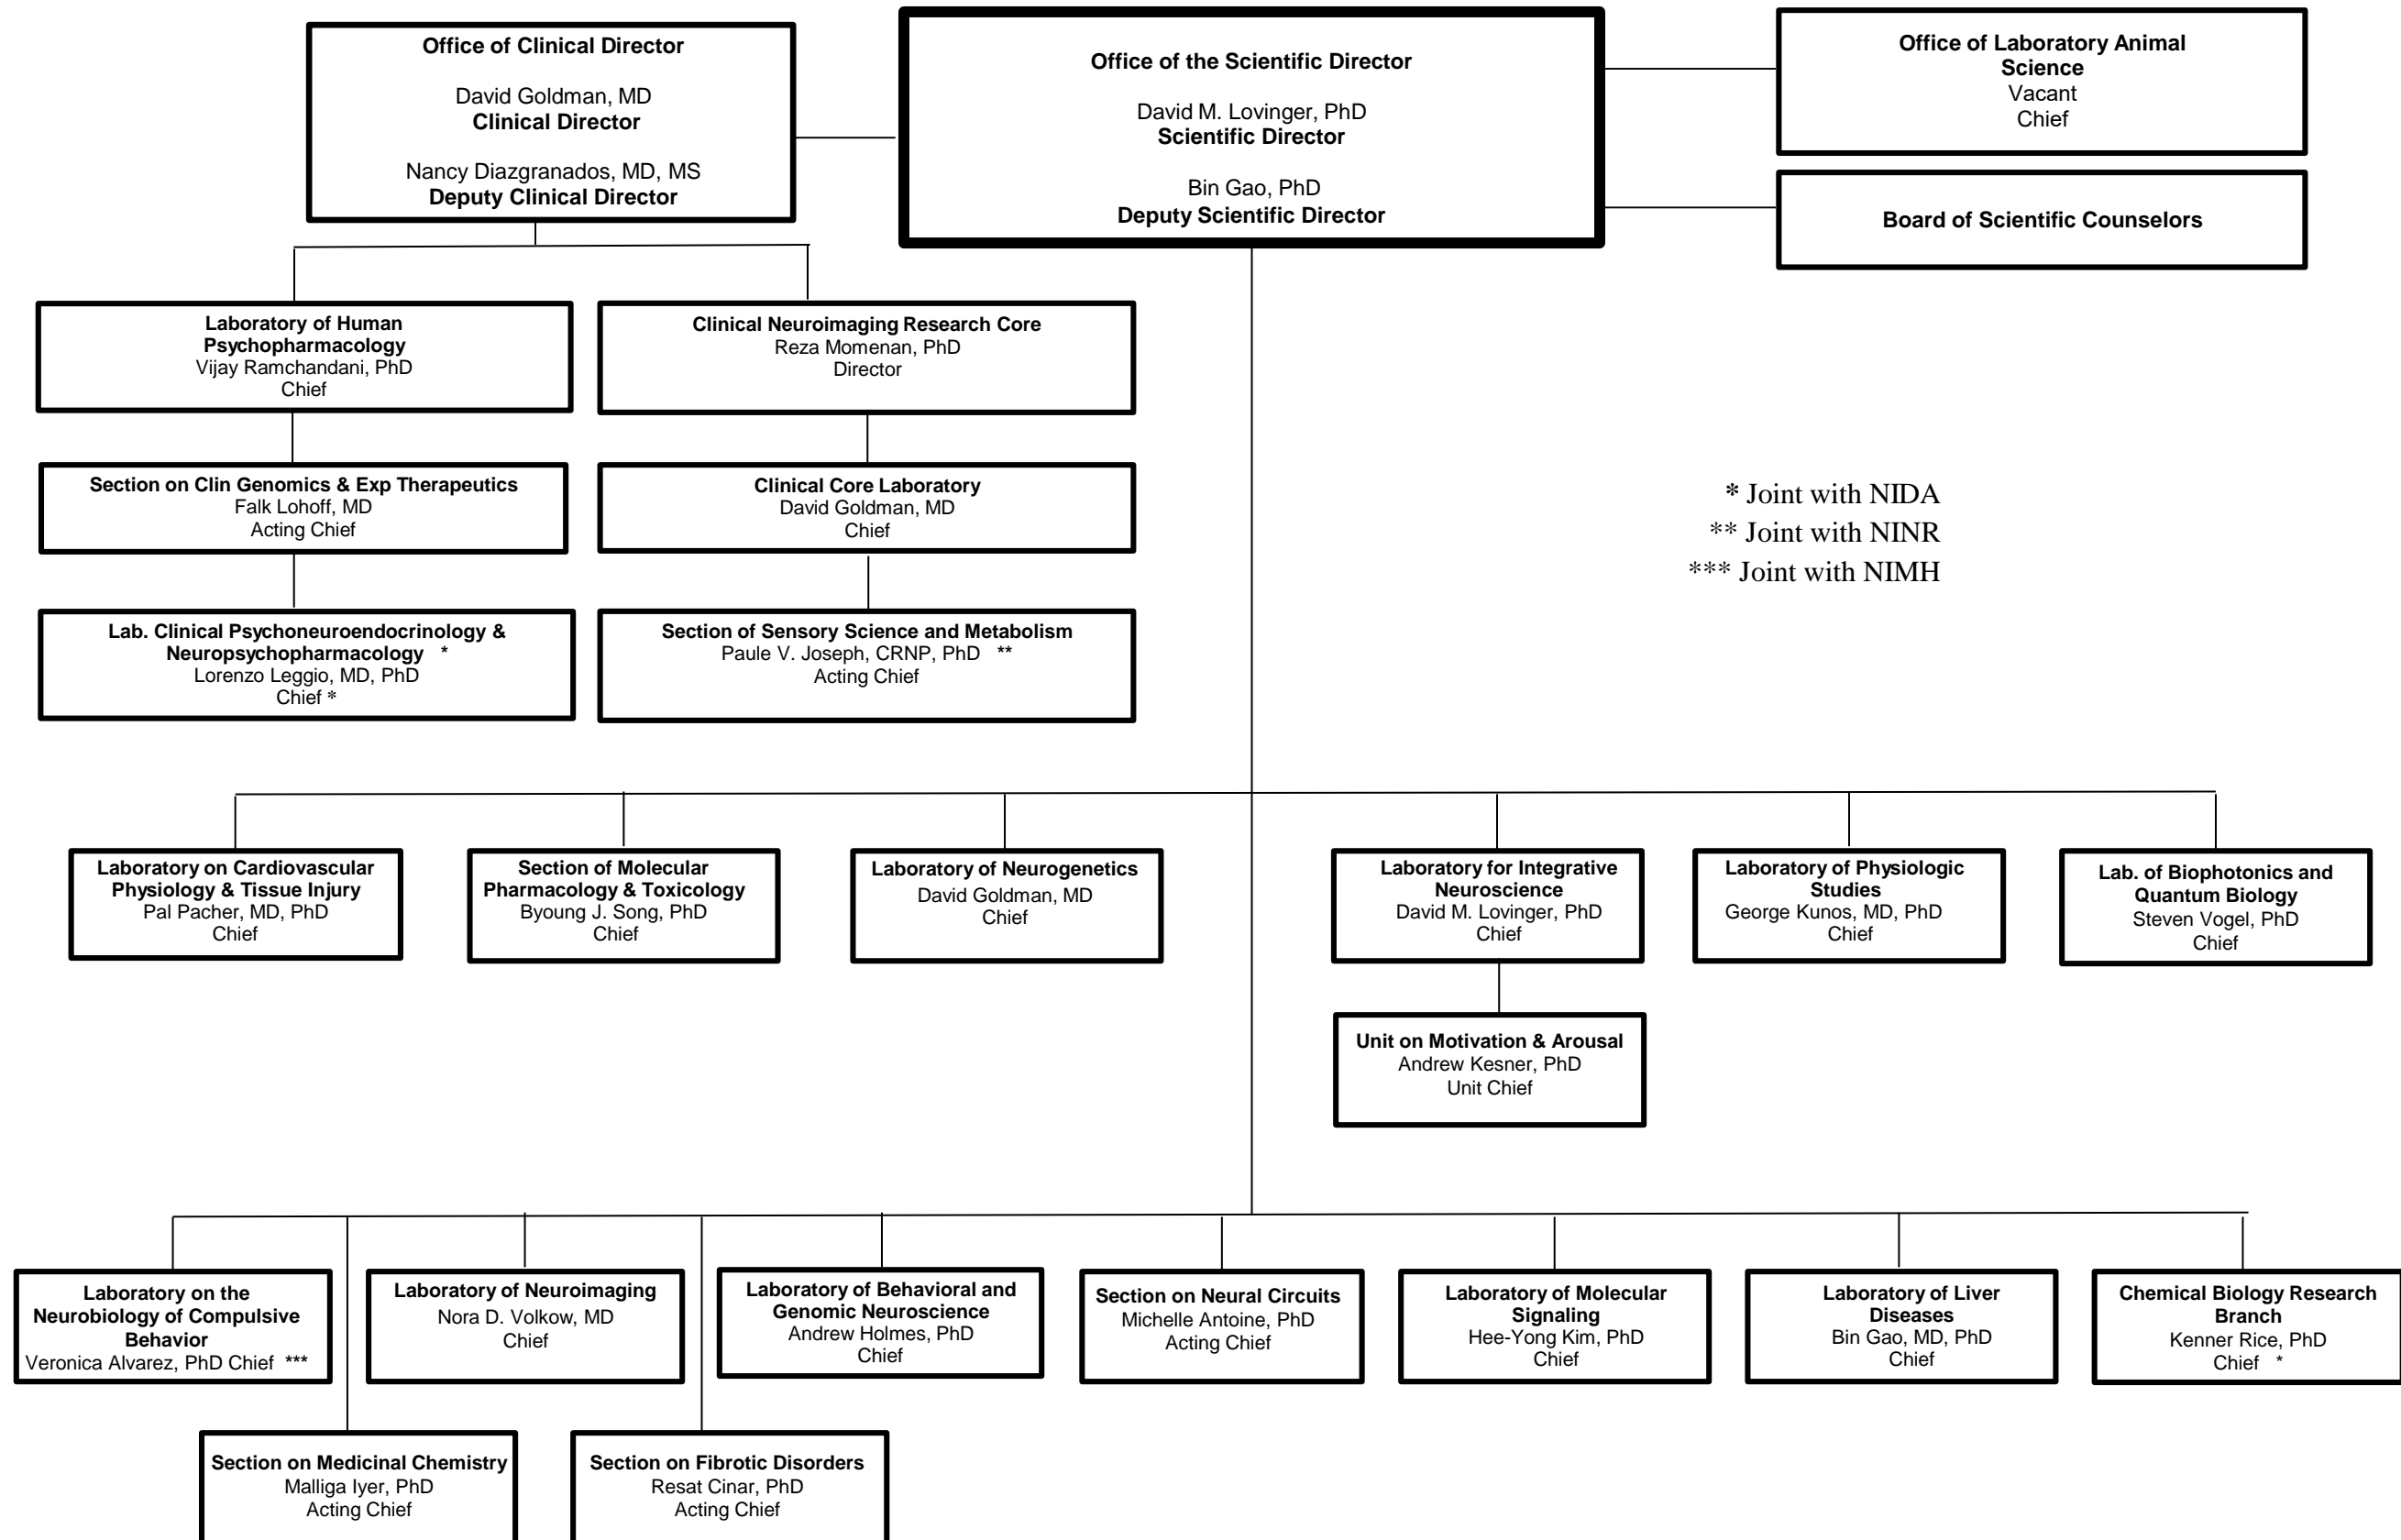 Office of Clinical Director
David Goldman, MD
Clinical Director
Nancy Diazgranados, MD, MS
Deputy Clinical Director
Office of the Scientific Director
David M. Lovinger, PhD
Scientific Director
Bin Gao, PhD
Deputy Scientific Director
Office of Laboratory Animal
Science
Vacant
Chief
Board of Scientific Counselors
Laboratory of Human
Psychopharmacology
Vijay Ramchandani, PhD
Chief
Clinical Neuroimaging Research Core
Reza Momenan, PhD
Director
Section on Clin Genomics & Exp Therapeutics
Falk Lohoff, MD
Acting Chief
Clinical Core Laboratory
David Goldman, MD
Chief
* Joint with NIDA
** Joint with NINR
*** Joint with NIMH
Lab. Clinical Psychoneuroendocrinology &
Neuropsychopharmacology *
Lorenzo Leggio, MD, PhD
Chief *
Section of Sensory Science and Metabolism
Paule V. Joseph, CRNP, PhD **
Acting Chief
Laboratory on Cardiovascular
Physiology & Tissue Injury
Pal Pacher, MD, PhD
Chief
Section of Molecular
Pharmacology & Toxicology
Byoung J. Song, PhD
Chief
Laboratory of Neurogenetics
David Goldman, MD
Chief
Laboratory for Integrative
Neuroscience
David M. Lovinger, PhD
Chief
Laboratory of Physiologic
Studies
George Kunos, MD, PhD
Chief
Lab. of Biophotonics and
Quantum Biology
Steven Vogel, PhD
Chief
Unit on Motivation & Arousal
Andrew Kesner, PhD
Unit Chief
Laboratory on the
Neurobiology of Compulsive
Behavior
Veronica Alvarez, PhD Chief ***
Laboratory of Neuroimaging
Nora D. Volkow, MD
Chief
Laboratory of Behavioral and
Genomic Neuroscience
Andrew Holmes, PhD
Chief
Section on Neural Circuits
Michelle Antoine, PhD
Acting Chief
Laboratory of Molecular
Signaling
Hee-Yong Kim, PhD
Chief
Laboratory of Liver
Diseases
Bin Gao, MD, PhD
Chief
Chemical Biology Research
Branch
Kenner Rice, PhD
Chief *
Section on Medicinal Chemistry
Malliga Iyer, PhD
Acting Chief
Section on Fibrotic Disorders
Resat Cinar, PhD
Acting Chief